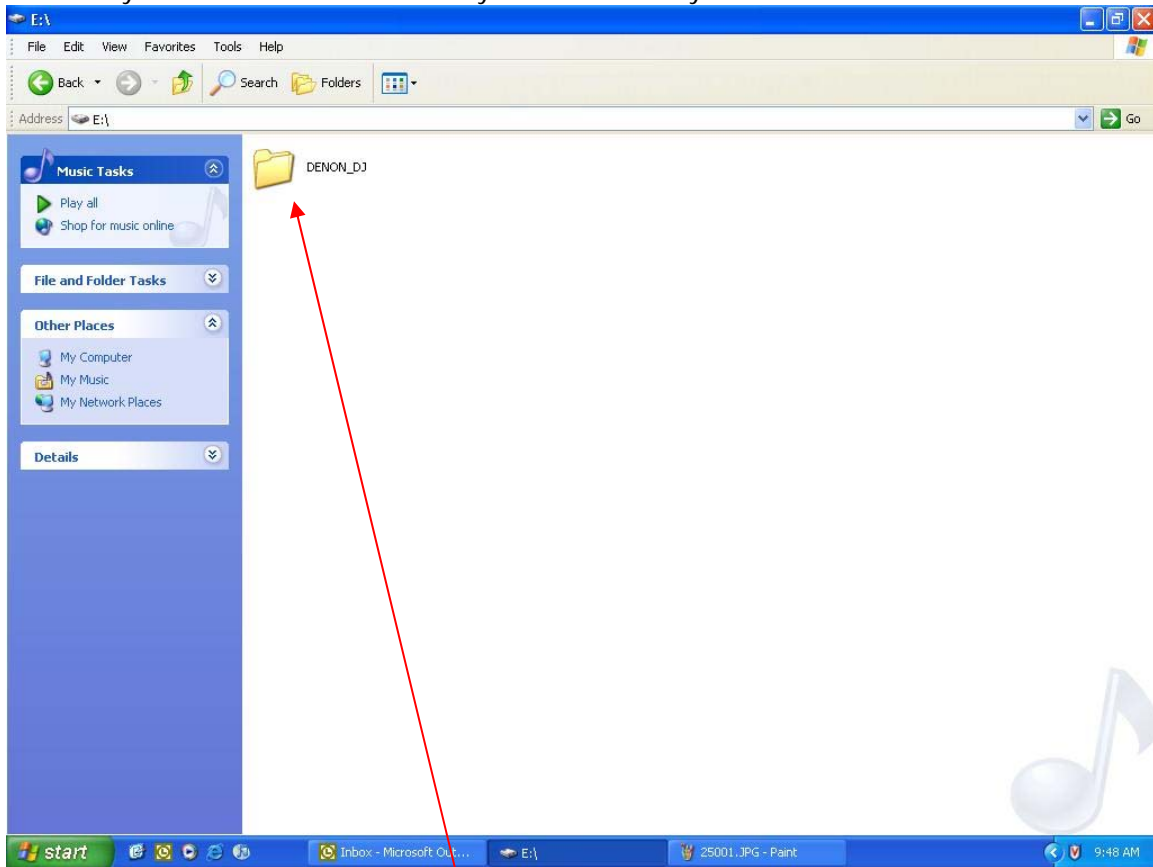 E:\
File Edit View Favorites Tools Help
Back Search Folders
Address E:\ Go
Music Tasks
Play all
Shop for music online
File and Folder Tasks
Other Places
My Computer
My Music
My Network Places
Details
DENON_DJ
start Inbox - Microsoft Out... E:\ 25001.JPG - Paint 9:48 AM